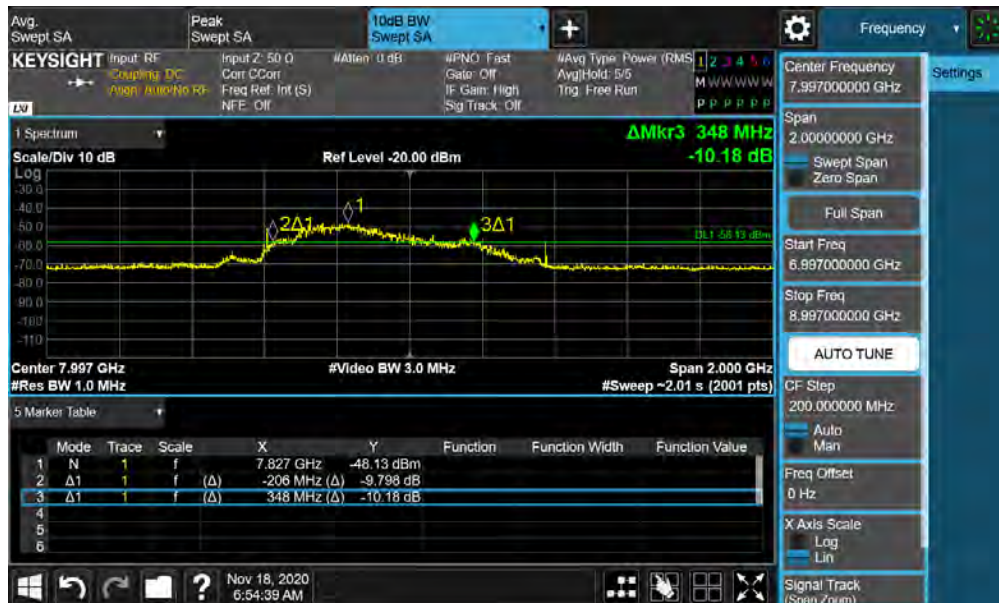 Avg. Swept SA
Peak Swept SA
10dB BW Swept SA
+
Frequency
KEYSIGHT
Input: RF
Coupling: DC
Align: Auto/No RF
Input Z: 50 Ω
Corr CCorr
Freq Ref: Int (S)
NFE: Off
#Atten: 0 dB
#PNO: Fast
Gate: Off
IF Gain: High
Sig Track: Off
#Avg Type: Power (RMS
Avg|Hold: 5/5
Trig: Free Run
1 2 3 4 5 6
M W W W W W
P P P P P P
LXI
1 Spectrum
Scale/Div 10 dB
Ref Level -20.00 dBm
ΔMkr3 348 MHz
-10.18 dB
Log
-30.0
-40.0
-50.0
-60.0
-70.0
-80.0
-90.0
-100
-110
1
2Δ1
3Δ1
DL1 -58.13 dBm
Center 7.997 GHz
#Video BW 3.0 MHz
Span 2.000 GHz
#Res BW 1.0 MHz
#Sweep ~2.01 s (2001 pts)
5 Marker Table
Mode Trace Scale X Y Function Function Width Function Value
1 N 1 f 7.827 GHz -48.13 dBm
2 Δ1 1 f (Δ) -206 MHz (Δ) -9.798 dB
3 Δ1 1 f (Δ) 348 MHz (Δ) -10.18 dB
4
5
6
?
Nov 18, 2020
6:54:39 AM
Center Frequency
7.997000000 GHz
Settings
Span
2.00000000 GHz
Swept Span
Zero Span
Full Span
Start Freq
6.997000000 GHz
Stop Freq
8.997000000 GHz
AUTO TUNE
CF Step
200.000000 MHz
Auto
Man
Freq Offset
0 Hz
X Axis Scale
Log
Lin
Signal Track
(Span Zoom)